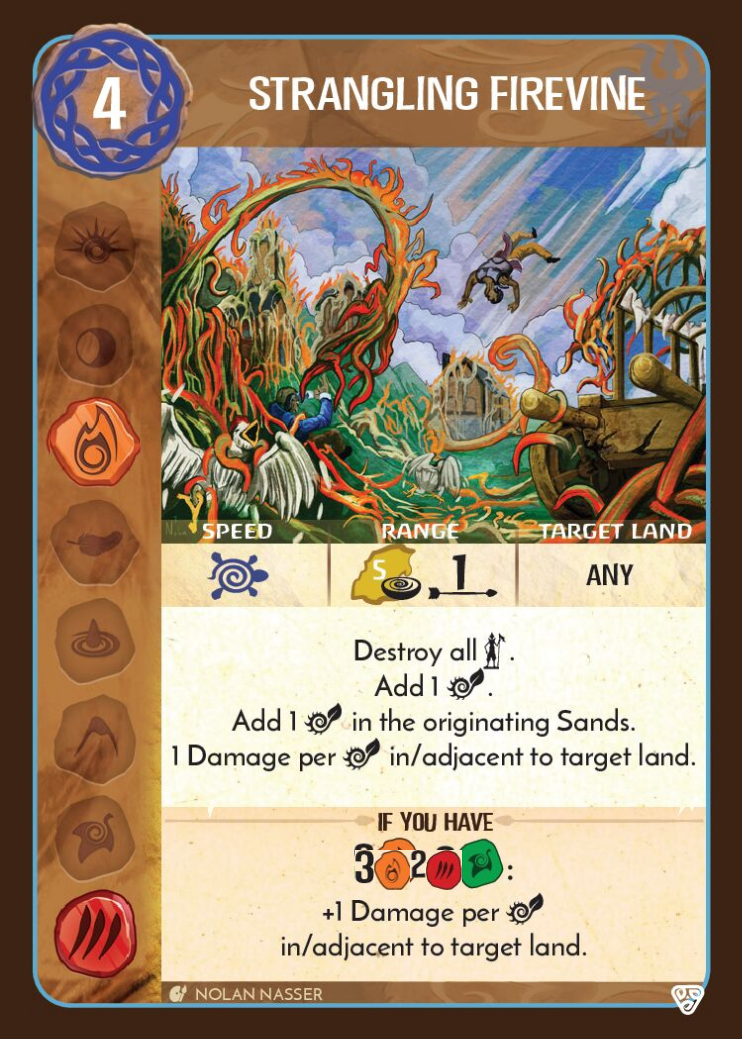 4
STRANGLING FIREVINE
SPEED RANGE TARGET LAND
S 1 ANY
Destroy all .
Add 1 .
Add 1 in the originating Sands.
1 Damage per in/adjacent to target land.
IF YOU HAVE
3 2 :
+1 Damage per
in/adjacent to target land.
NOLAN NASSER